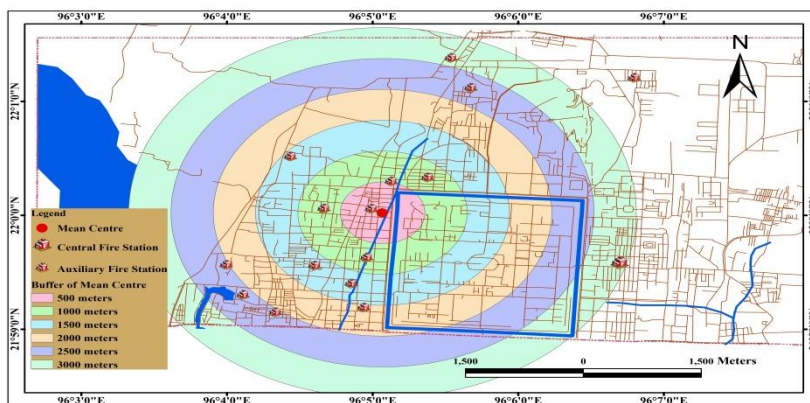 96°3'0"E 96°4'0"E 96°5'0"E 96°6'0"E 96°7'0"E
N
22°1'0"N
22°0'0"N
21°59'0"N
Legend
Mean Centre
Central Fire Station
Auxiliary Fire Station
Buffer of Mean Centre
500 meters
1000 meters
1500 meters
2000 meters
2500 meters
3000 meters
1,500 0 1,500 Meters
96°3'0"E 96°4'0"E 96°5'0"E 96°6'0"E 96°7'0"E